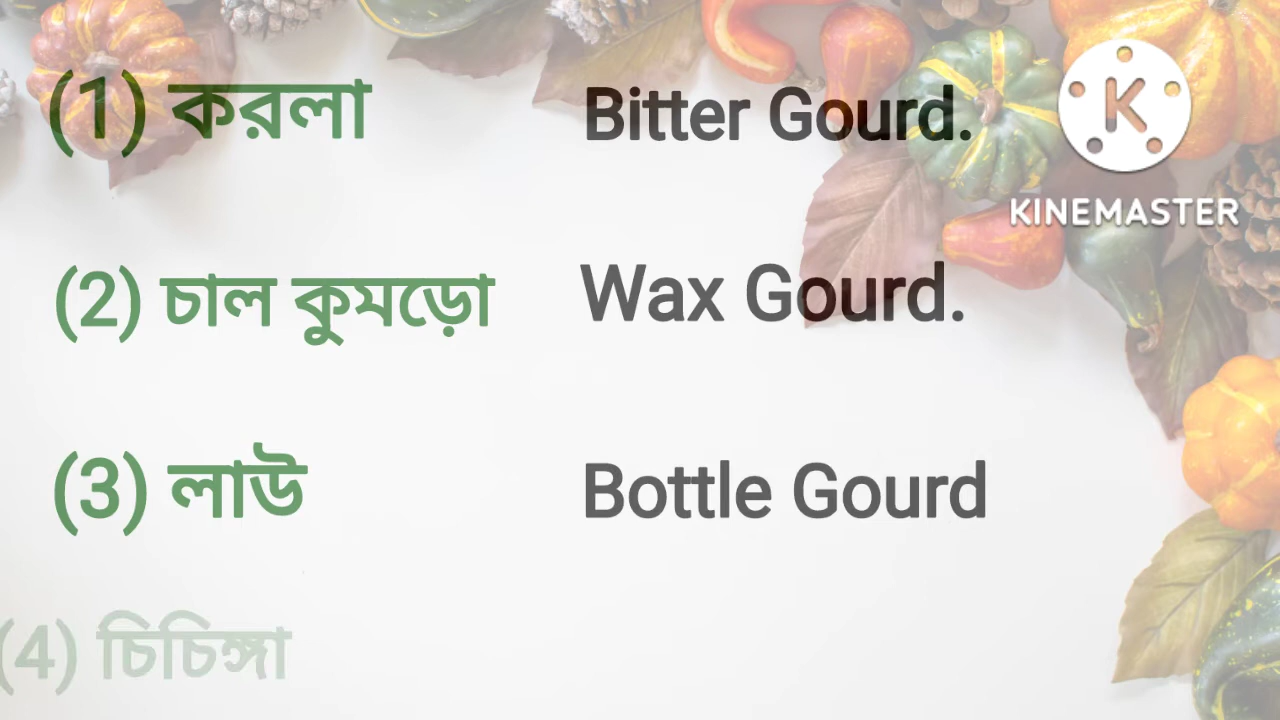 (1) করলা Bitter Gourd.
KINEMASTER
(2) চাল কুমড়ো Wax Gourd.
(3) লাউ Bottle Gourd
(4) চিচিঙ্গা